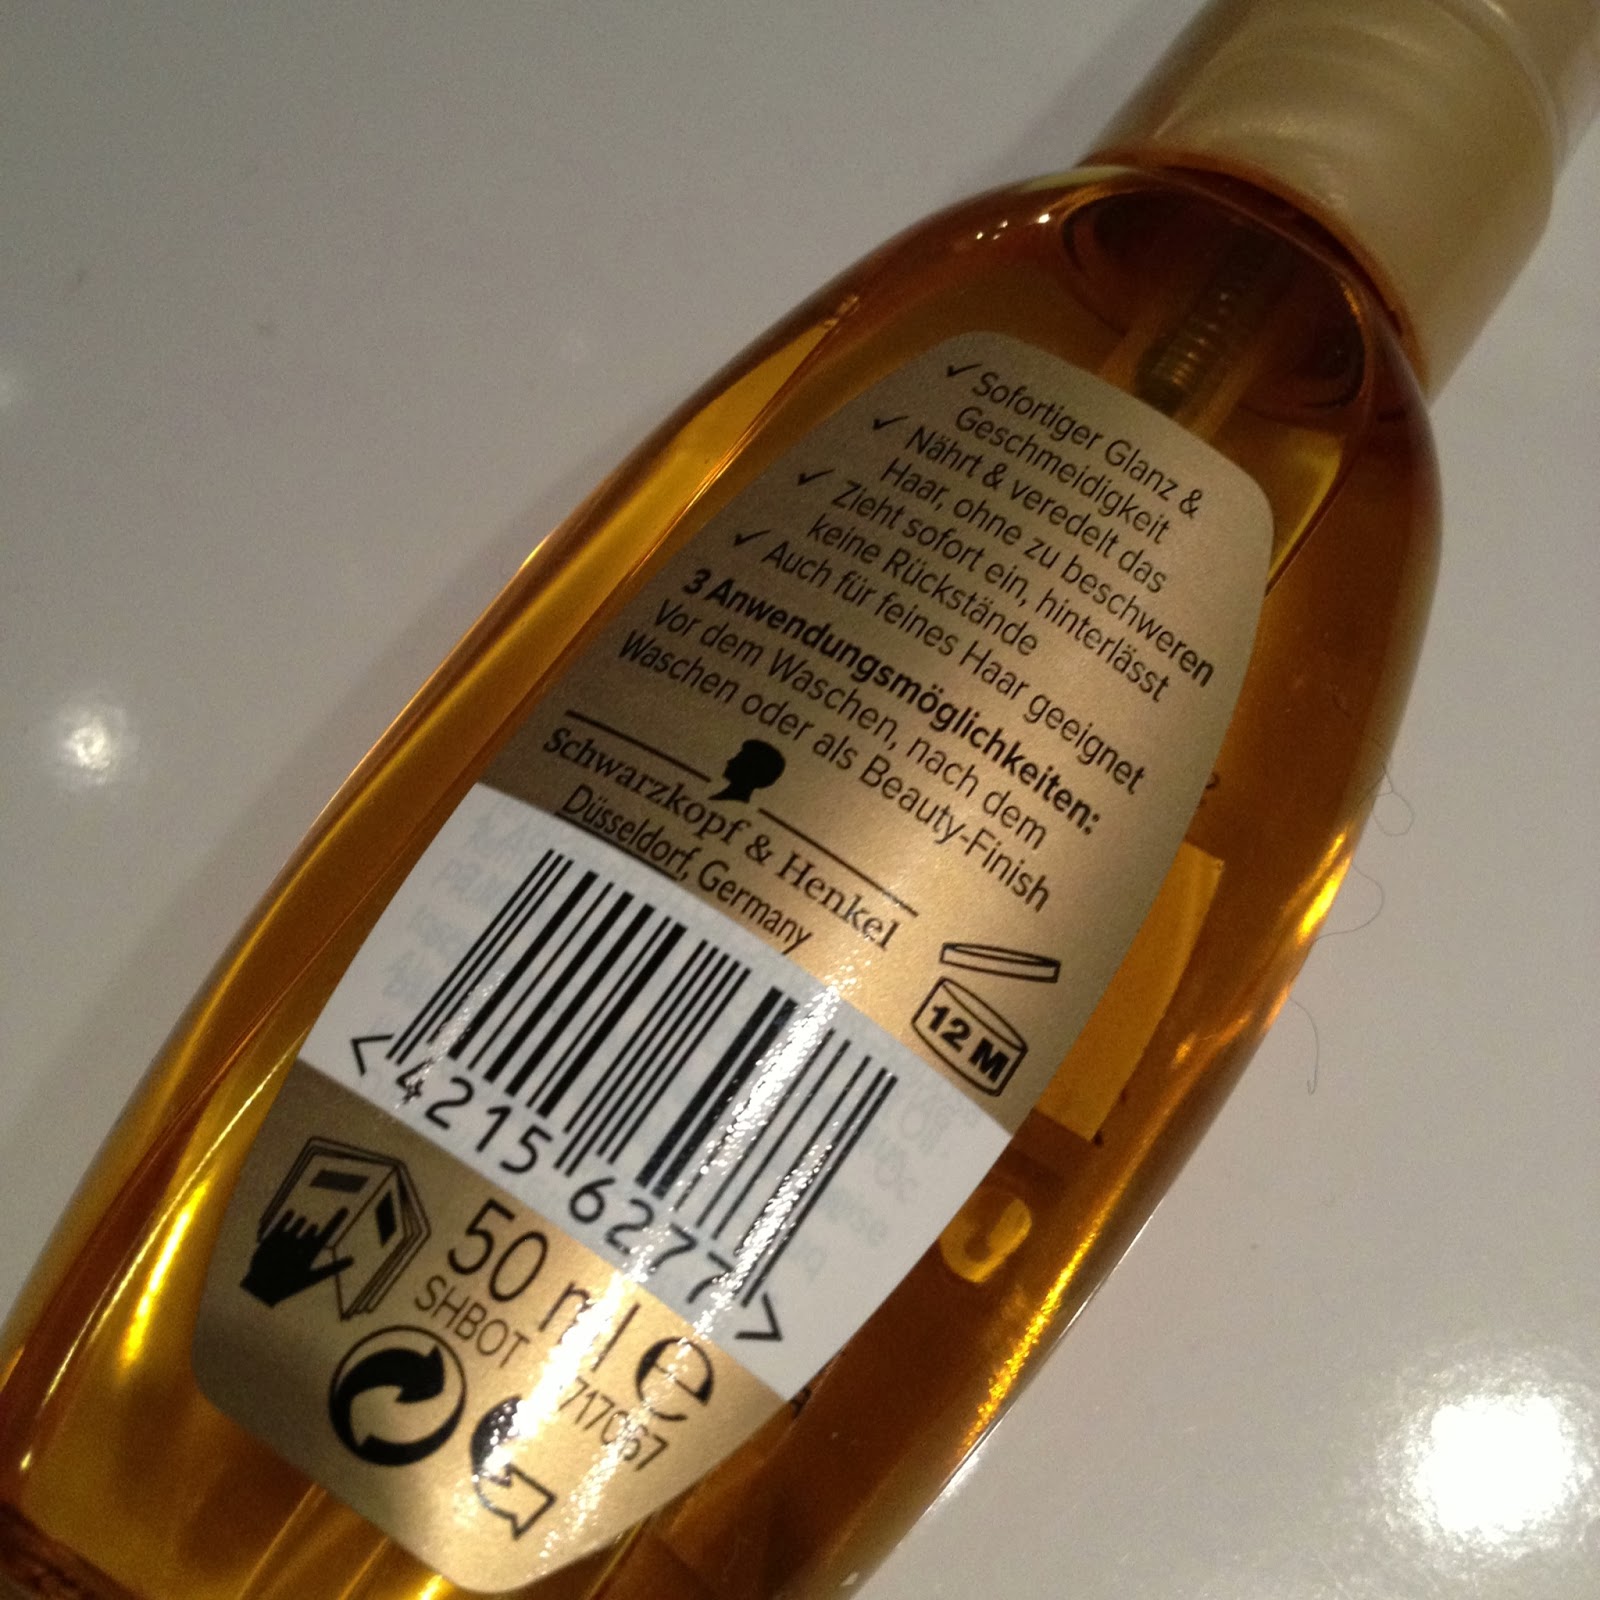 ✓ Sofortiger Glanz &
Geschmeidigkeit
✓ Nährt & veredelt das
Haar, ohne zu beschweren
✓ Zieht sofort ein, hinterlässt
keine Rückstände
✓ Auch für feines Haar geeignet
3 Anwendungsmöglichkeiten:
Vor dem Waschen, nach dem
Waschen oder als Beauty-Finish
Schwarzkopf & Henkel
Düsseldorf, Germany
12 M
<4215 6277>
50 ml e
SHBOT